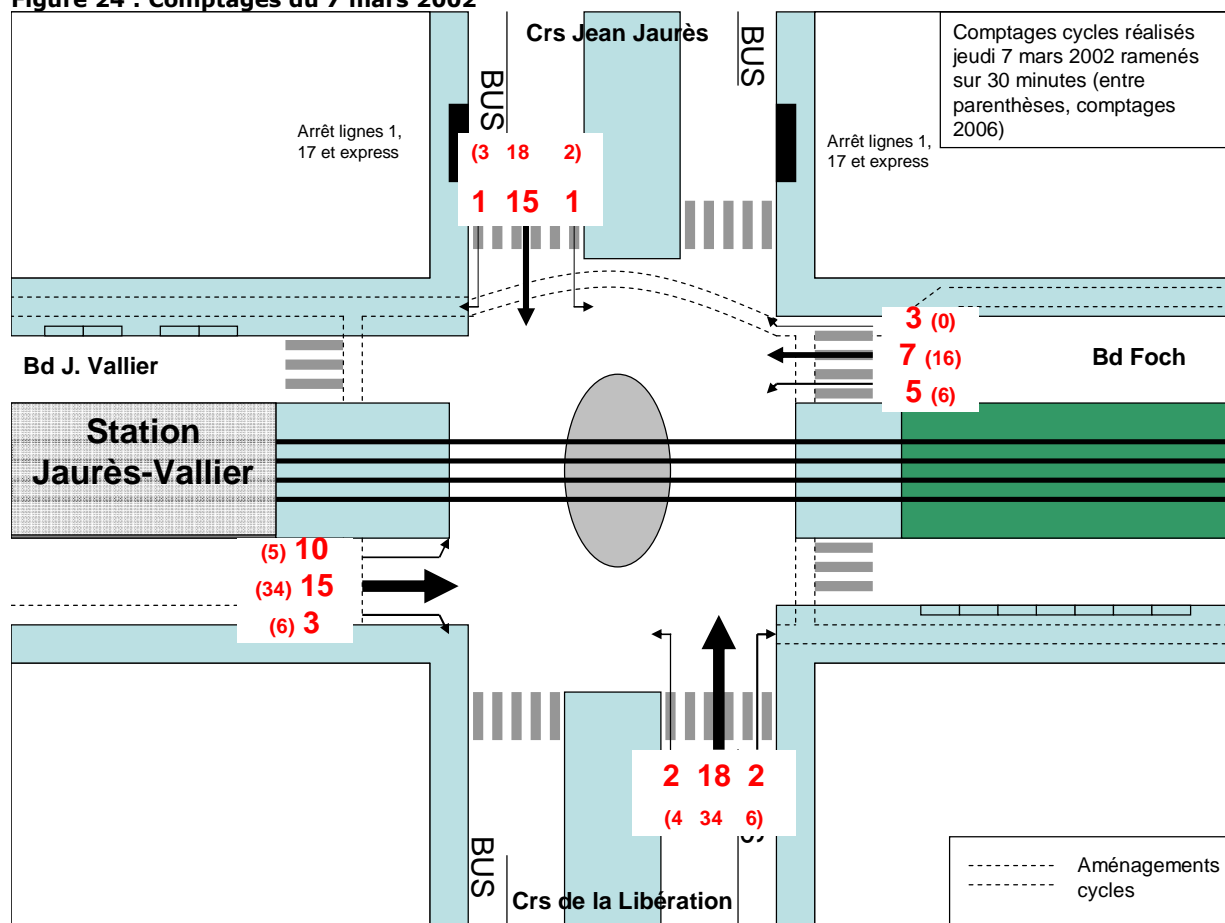 Figure 24 : Comptages du 7 mars 2002
Crs Jean Jaurès
BUS
BUS
Comptages cycles réalisés
jeudi 7 mars 2002 ramenés
sur 30 minutes (entre
parenthèses, comptages
2006)
Arrêt lignes 1,
17 et express
Arrêt lignes 1,
17 et express
(3 18 2)
1 15 1
3 (0)
7 (16)
5 (6)
Bd J. Vallier
Bd Foch
Station
Jaurès-Vallier
(5) 10
(34) 15
(6) 3
2 18 2
(4 34 6)
BUS
S
Crs de la Libération
Aménagements
cycles